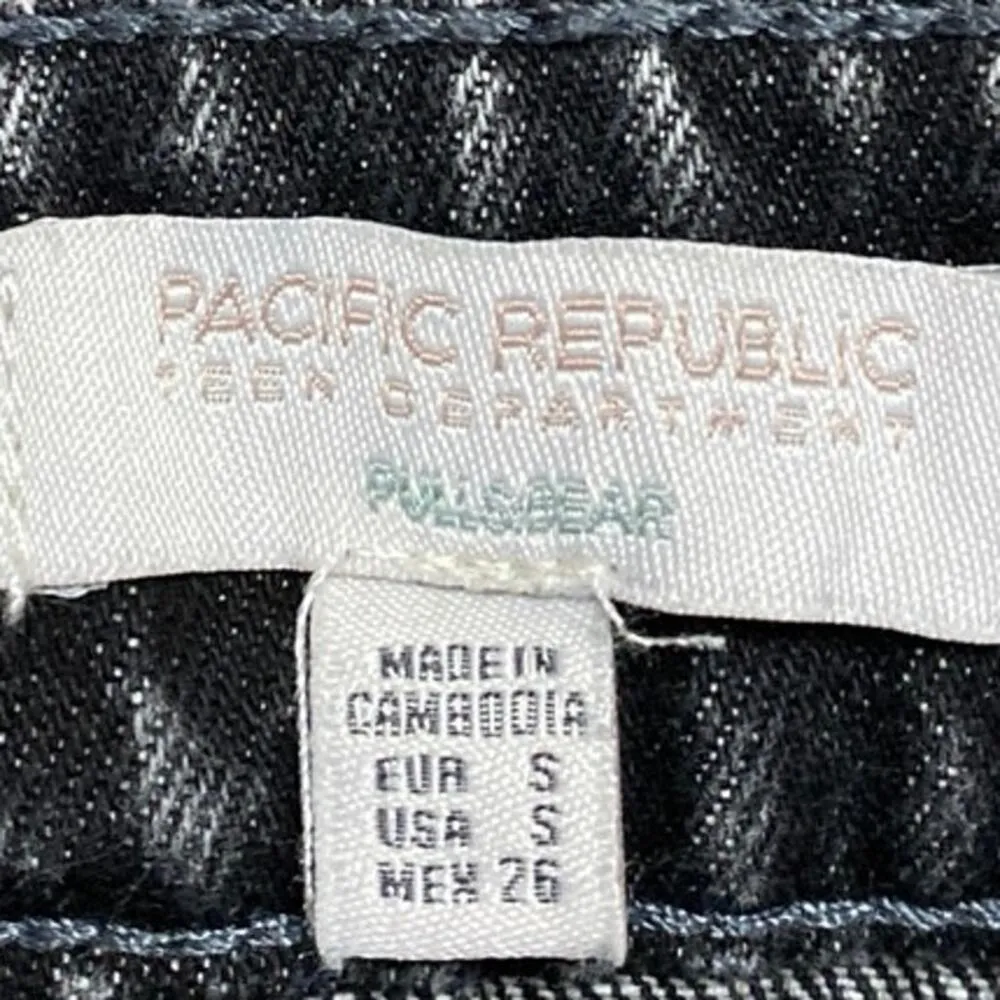 PACIFIC REPUBLIC
TEEN DEPARTMENT
PULL&BEAR
MADE IN
CAMBODIA
EUR S
USA S
MEX 26